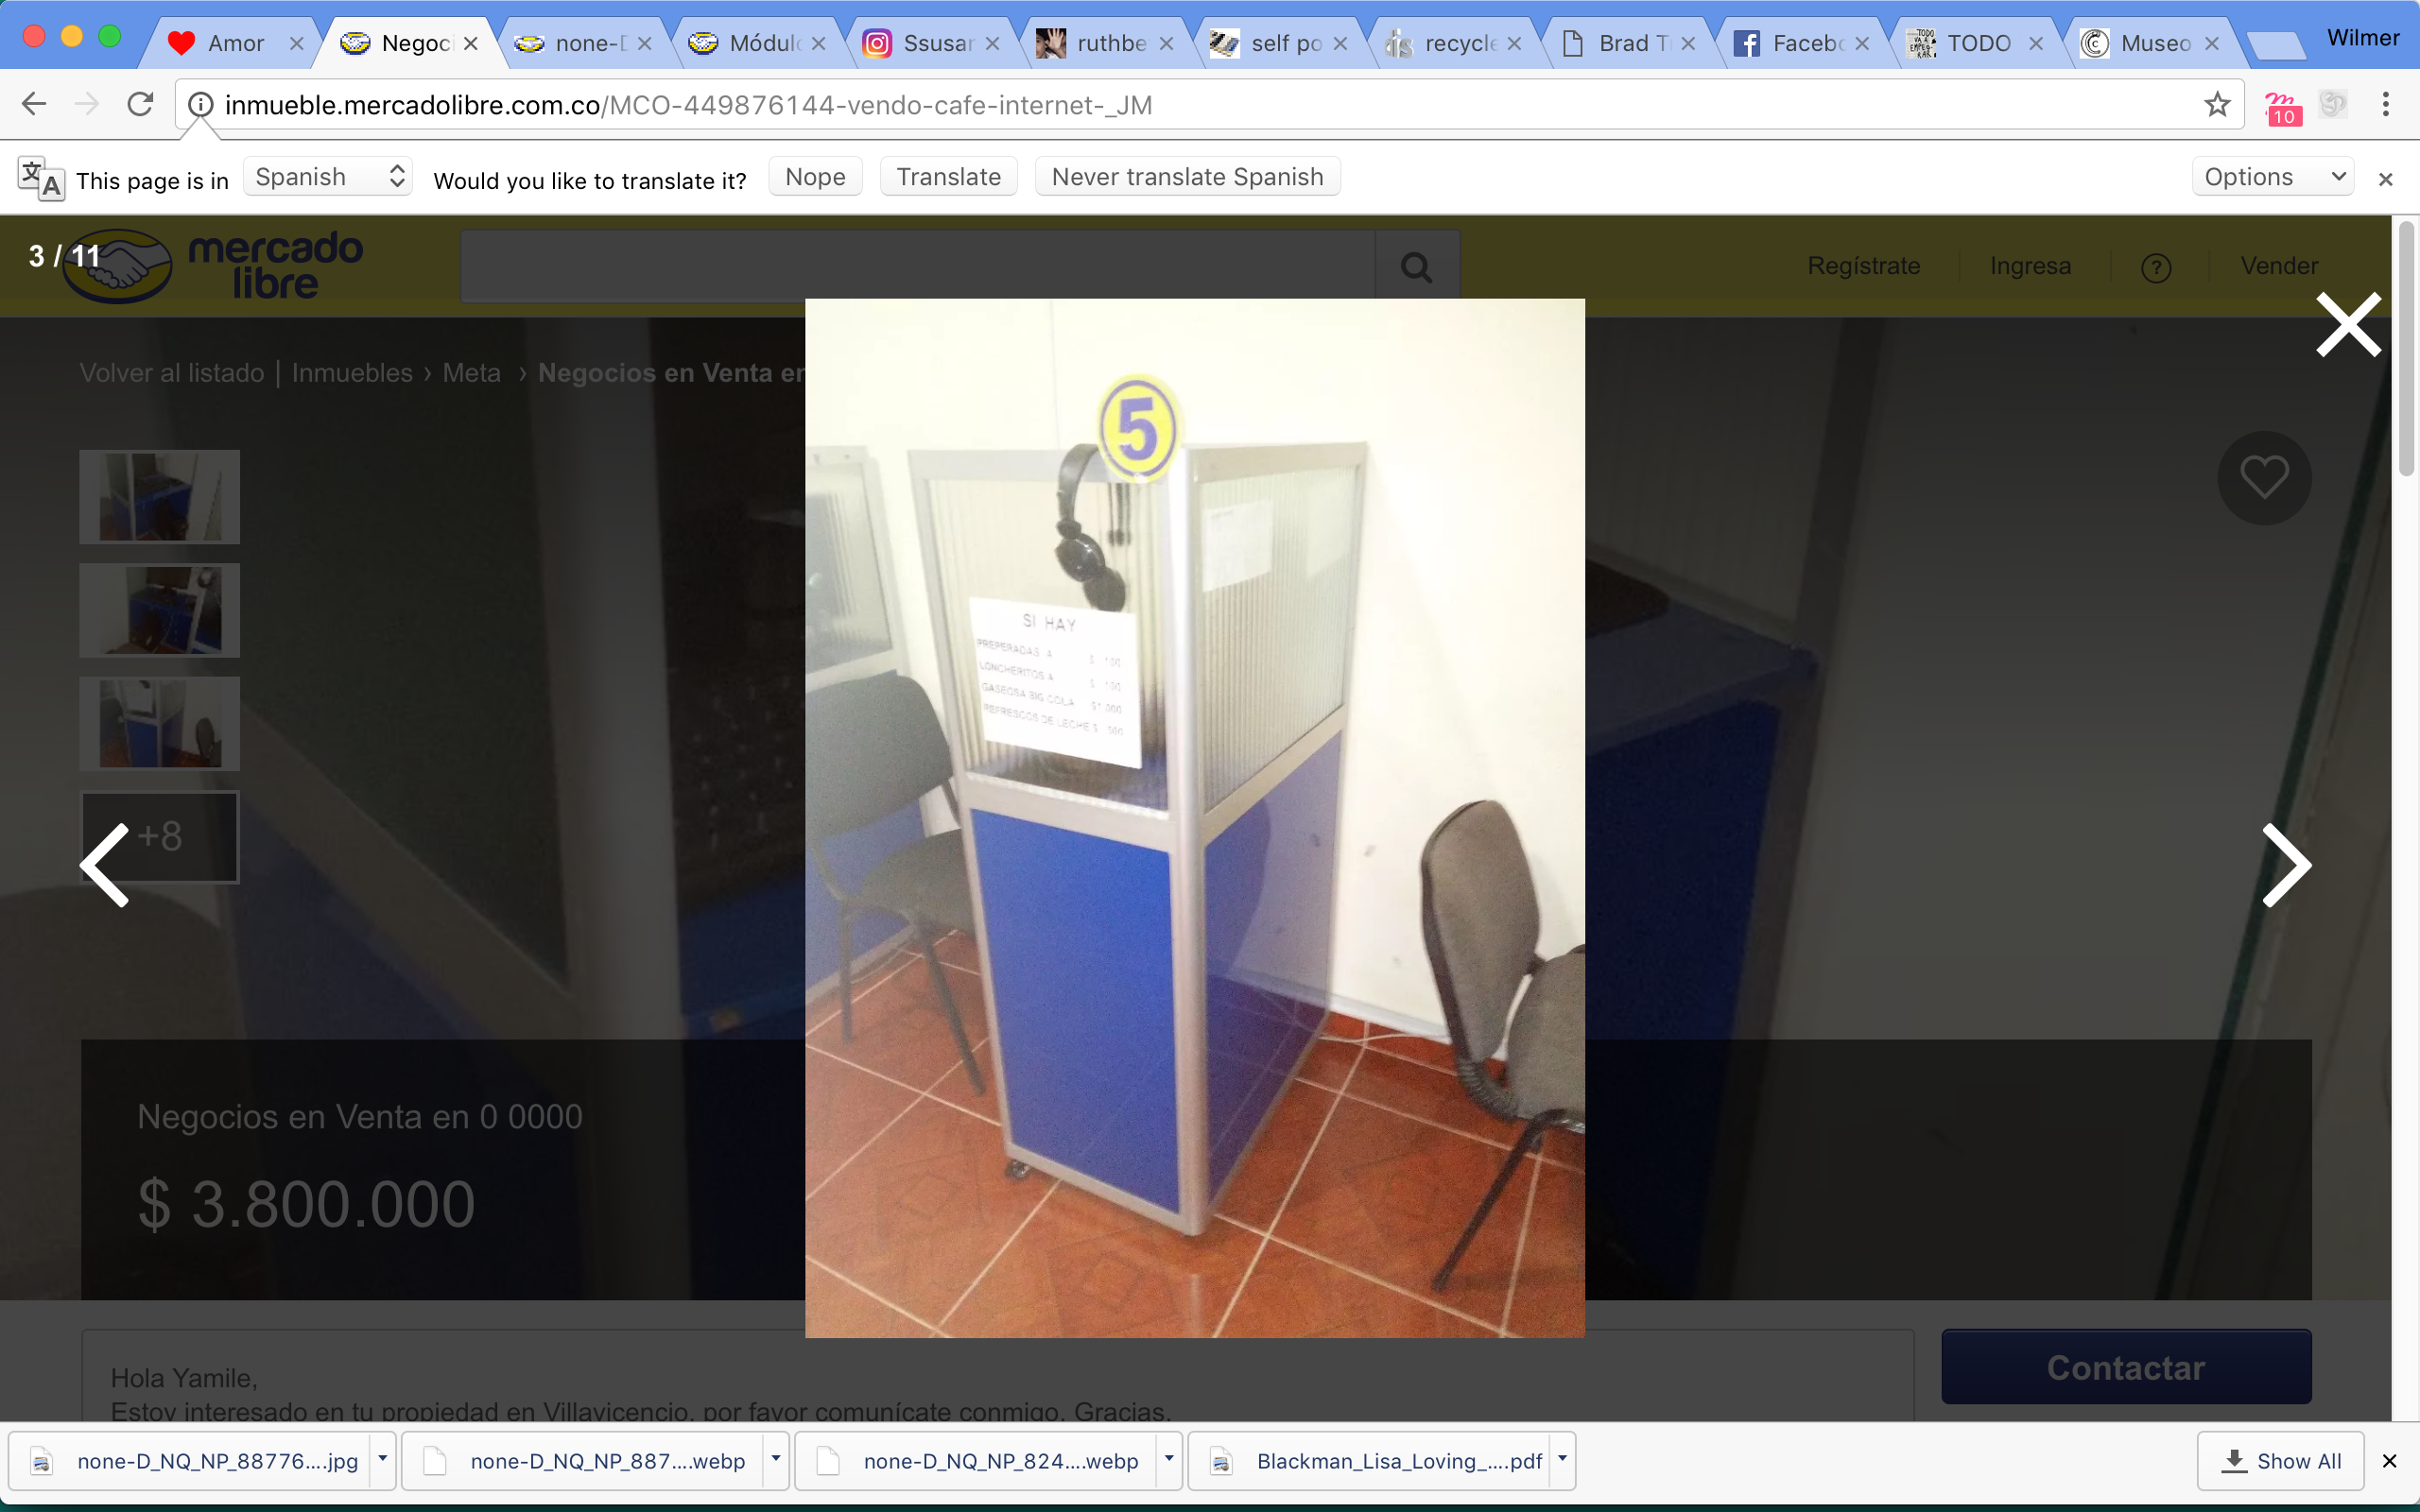 Amor
Negoci
none-D
Módulo
Ssusar
ruthbe
self po
recycle
Brad T
Facebo
TODO
Museo
Wilmer
inmueble.mercadolibre.com.co/MCO-449876144-vendo-cafe-internet-_JM
10
This page is in
Spanish
Would you like to translate it?
Nope
Translate
Never translate Spanish
Options
3 / 11
mercado
libre
Regístrate
Ingresa
?
Vender
Volver al listado | Inmuebles › Meta › Negocios en Venta en
5
SI HAY
PREPERADAS A $ 100
LONCHERITOS A $ 100
GASEOSA BIG COLA $1.000
REFRESCOS DE LECHE $ 500
+8
Negocios en Venta en 0 0000
$ 3.800.000
Hola Yamile,
Estoy interesado en tu propiedad en Villavicencio, por favor comunícate conmigo. Gracias.
Contactar
none-D_NQ_NP_88776....jpg
none-D_NQ_NP_887....webp
none-D_NQ_NP_824....webp
Blackman_Lisa_Loving_....pdf
Show All